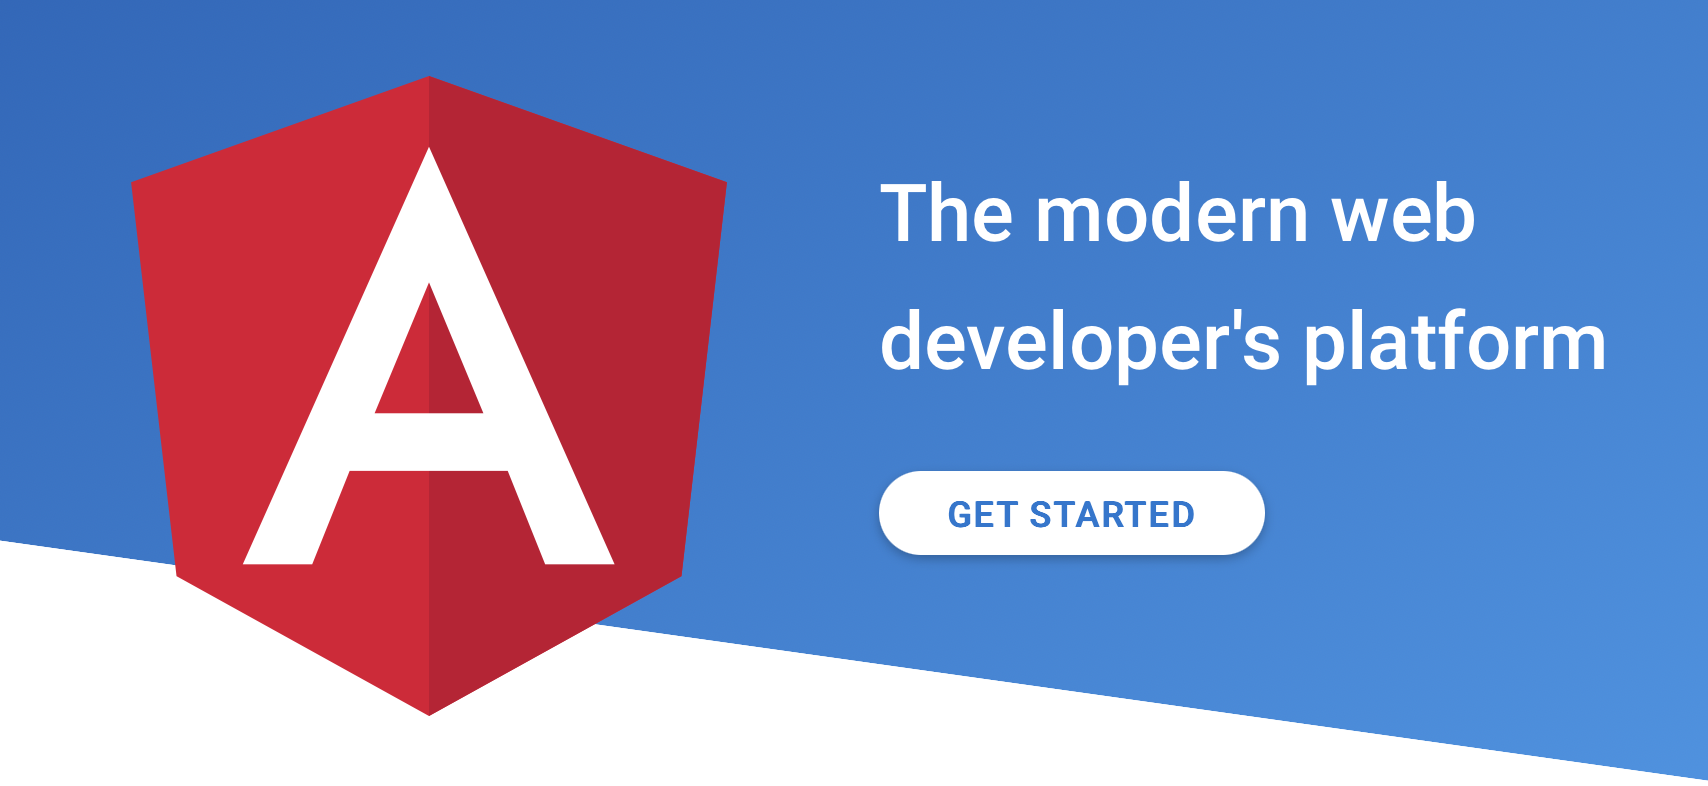 A
The modern web
developer's platform
GET STARTED